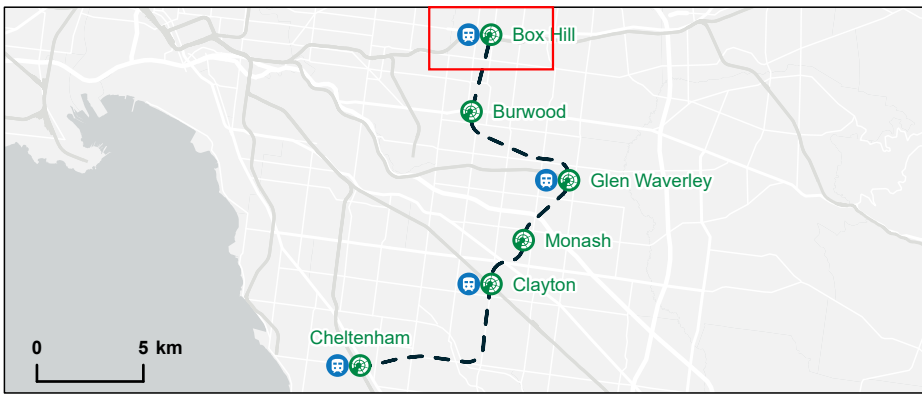 Box Hill
Burwood
Glen Waverley
Monash
Clayton
Cheltenham
0 5 km